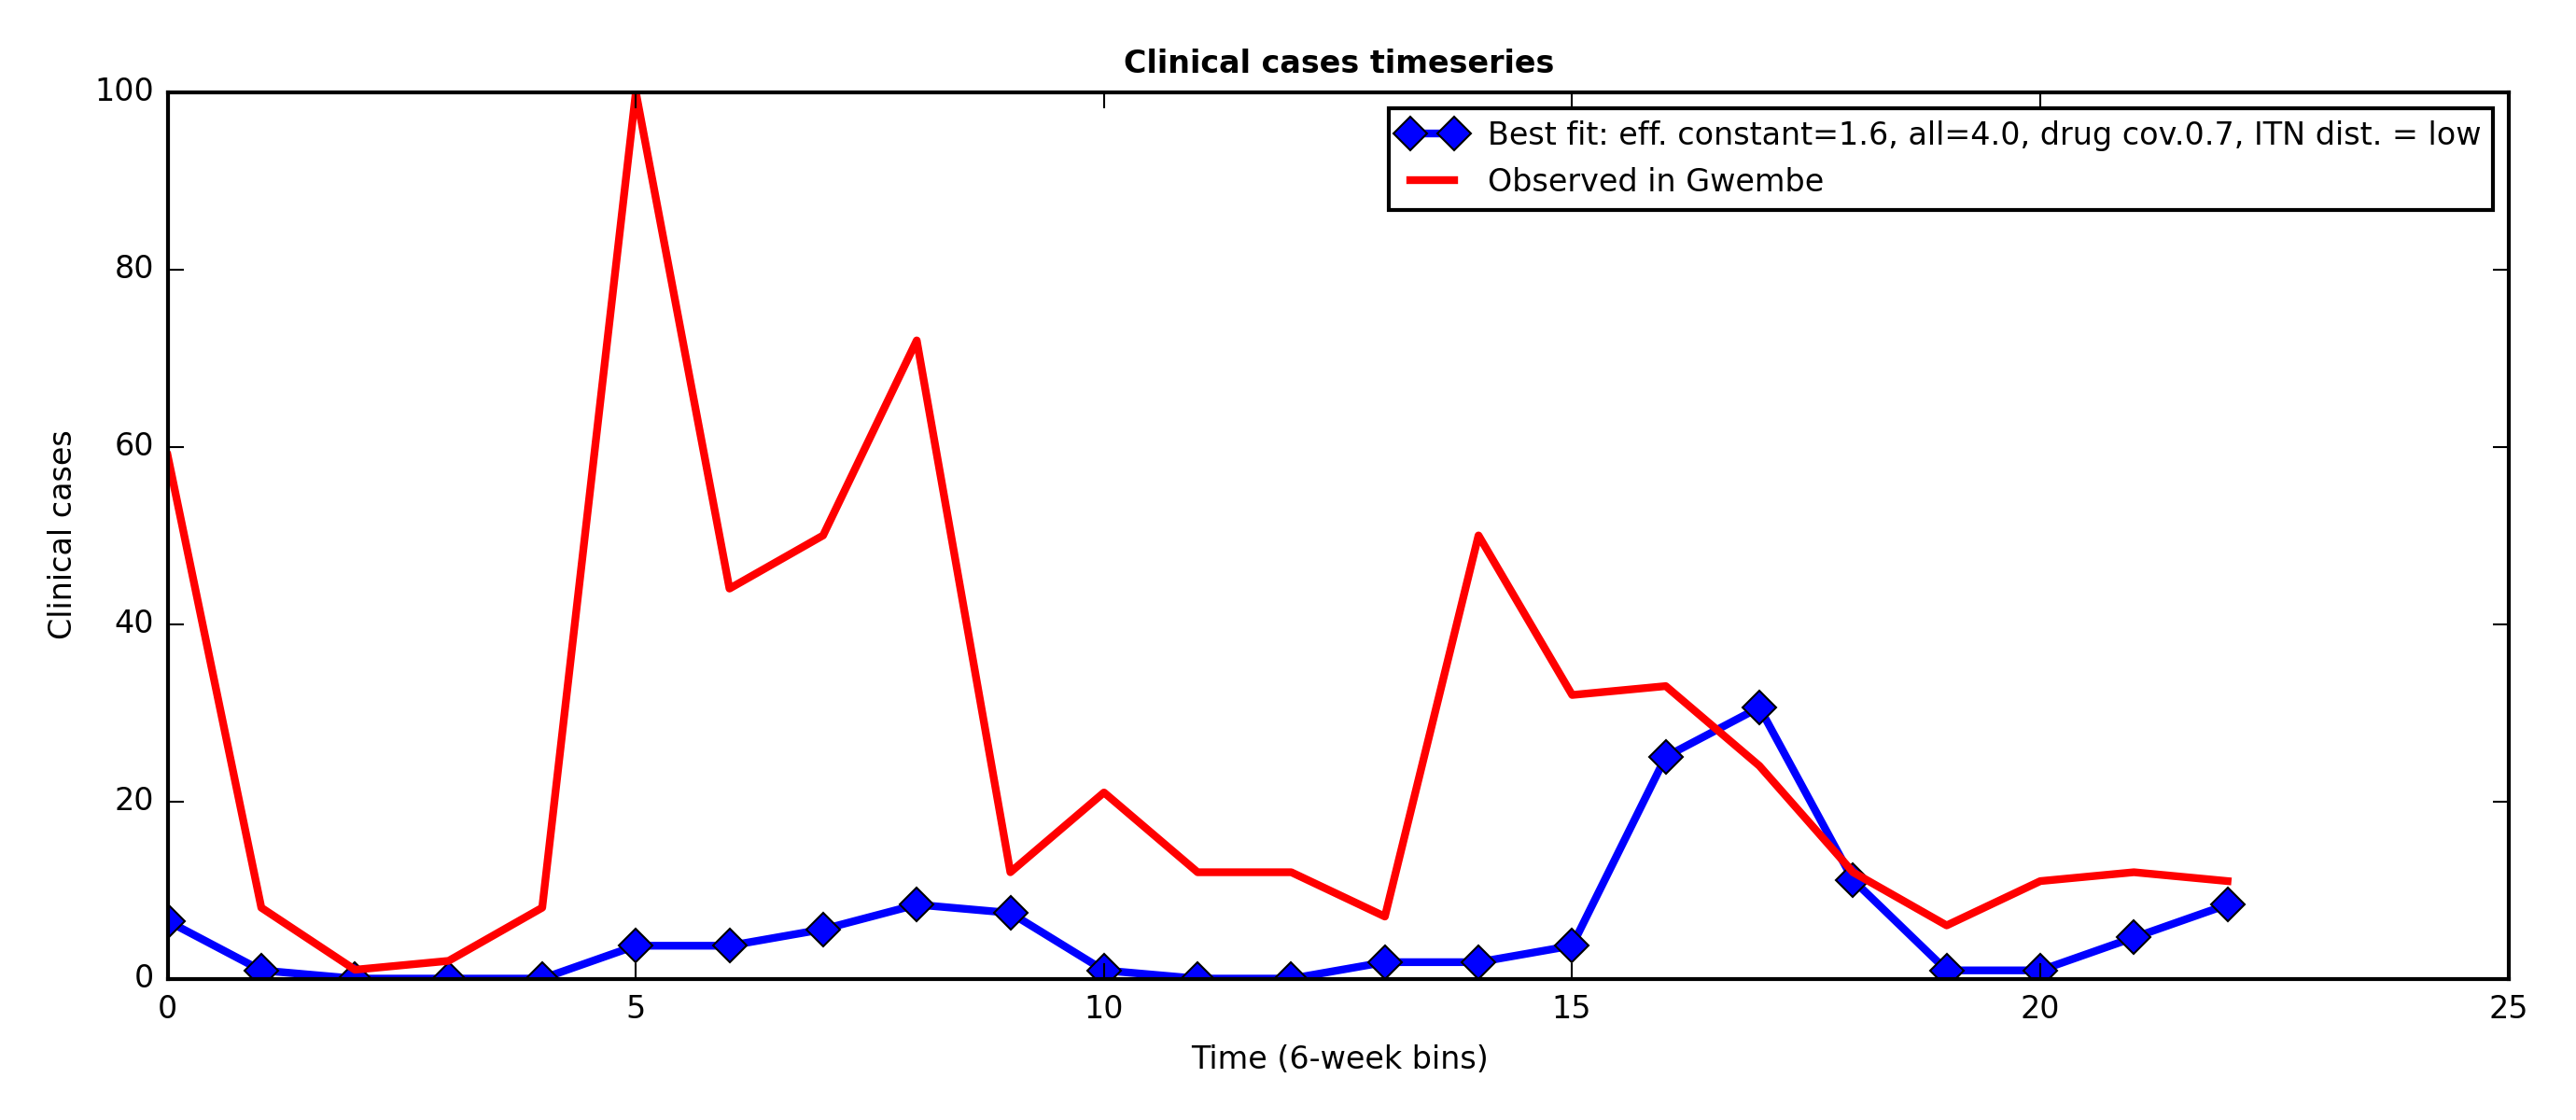 Clinical cases timeseries
Best fit: eff. constant=1.6, all=4.0, drug cov.0.7, ITN dist. = low
Observed in Gwembe
Clinical cases
100
80
60
40
20
0
0 5 10 15 20 25
Time (6-week bins)